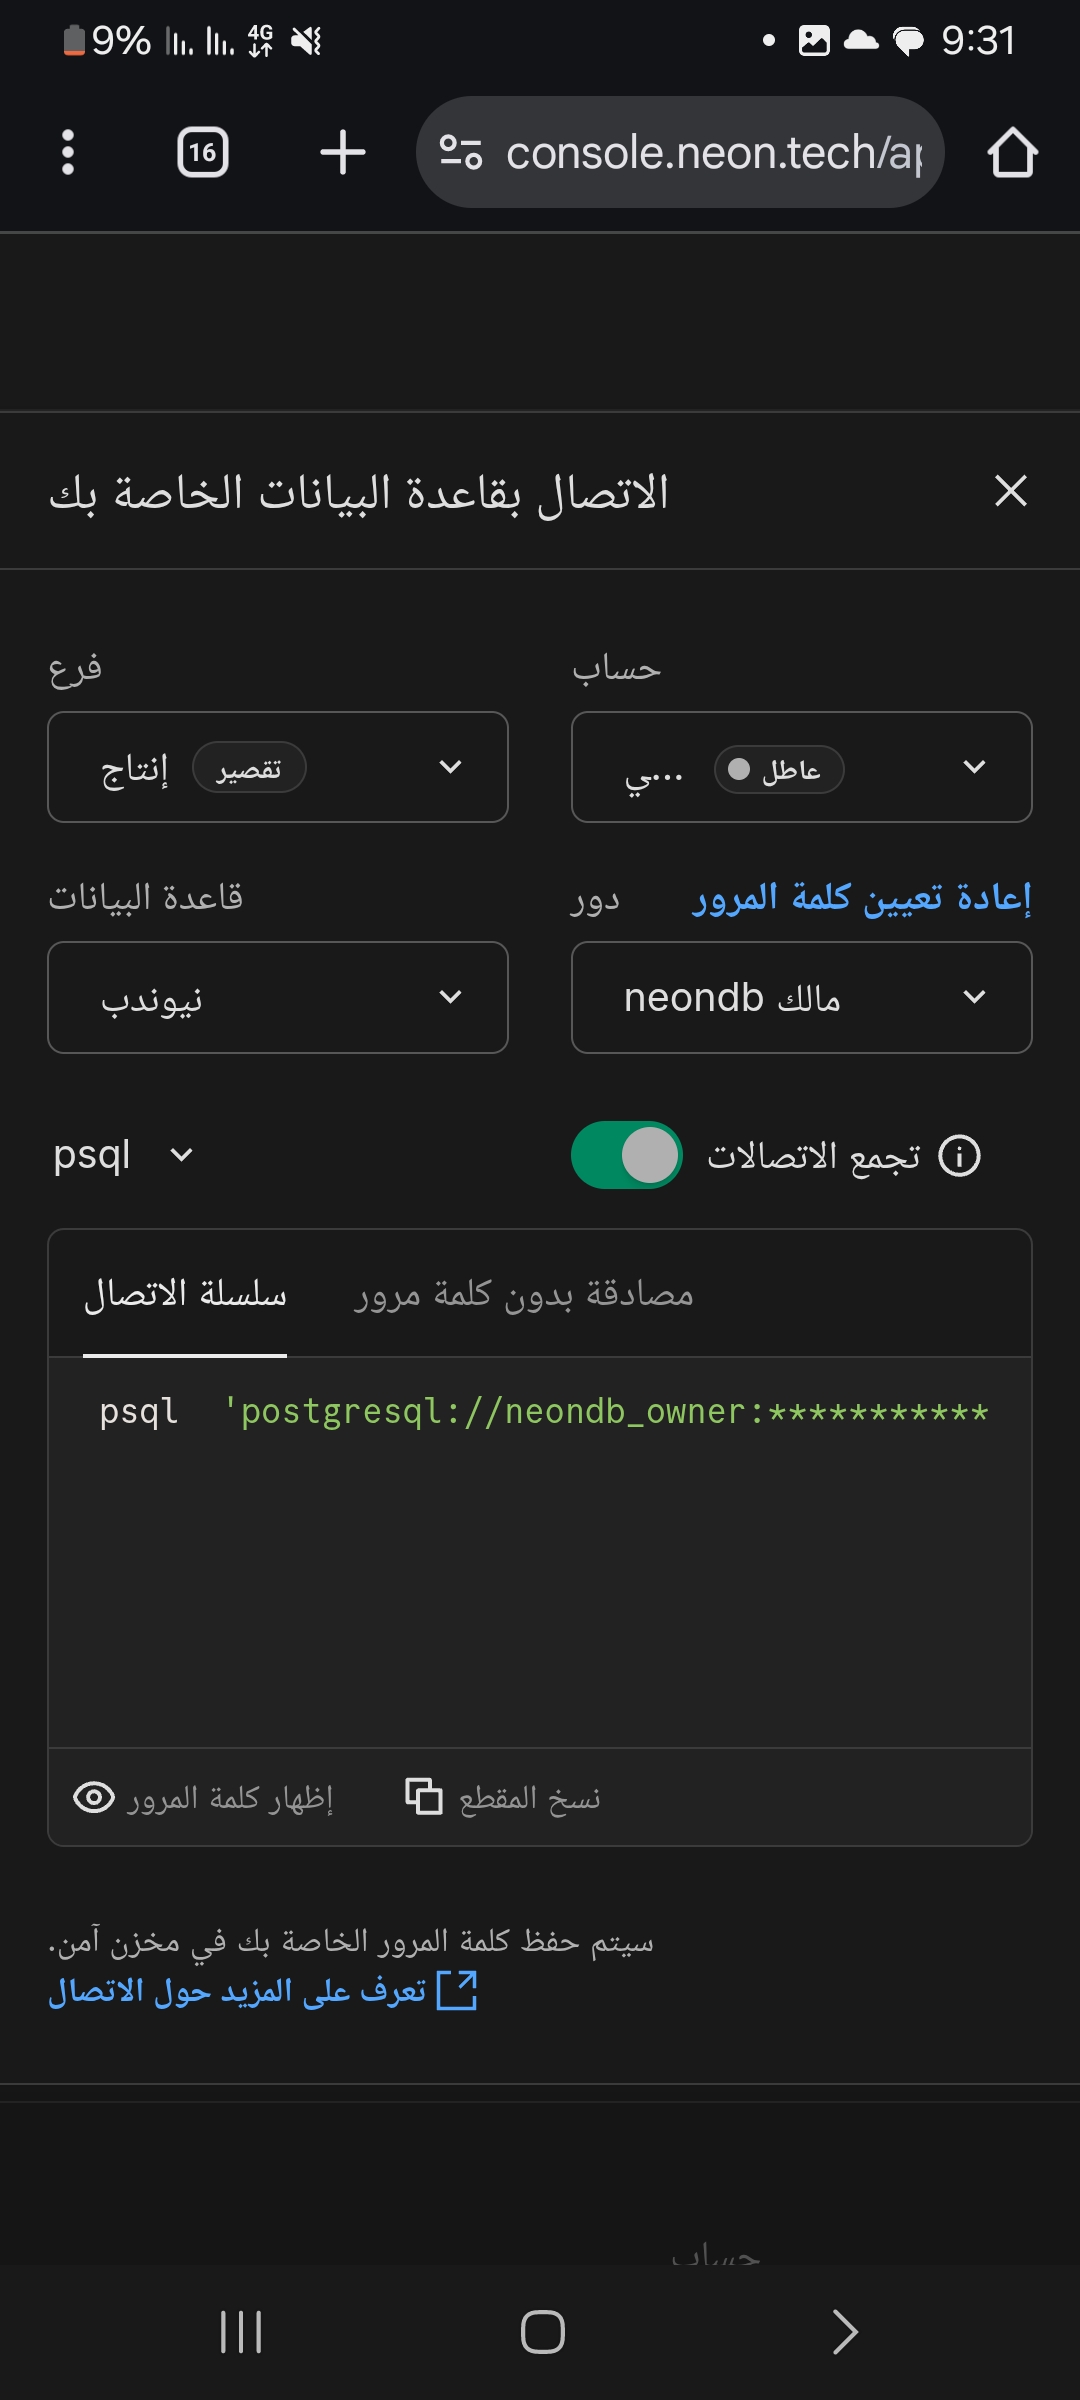 9% 4G 9:31
16 console.neon.tech/ap
الاتصال بقاعدة البيانات الخاصة بك
فرع
حساب
إنتاج تقصير
...ي عاطل
قاعدة البيانات
دور إعادة تعيين كلمة المرور
نيوندب
مالك neondb
psql
تجمع الاتصالات
سلسلة الاتصال
مصادقة بدون كلمة مرور
psql 'postgresql://neondb_owner:***********
إظهار كلمة المرور
نسخ المقطع
سيتم حفظ كلمة المرور الخاصة بك في مخزن آمن.
تعرف على المزيد حول الاتصال
حساب